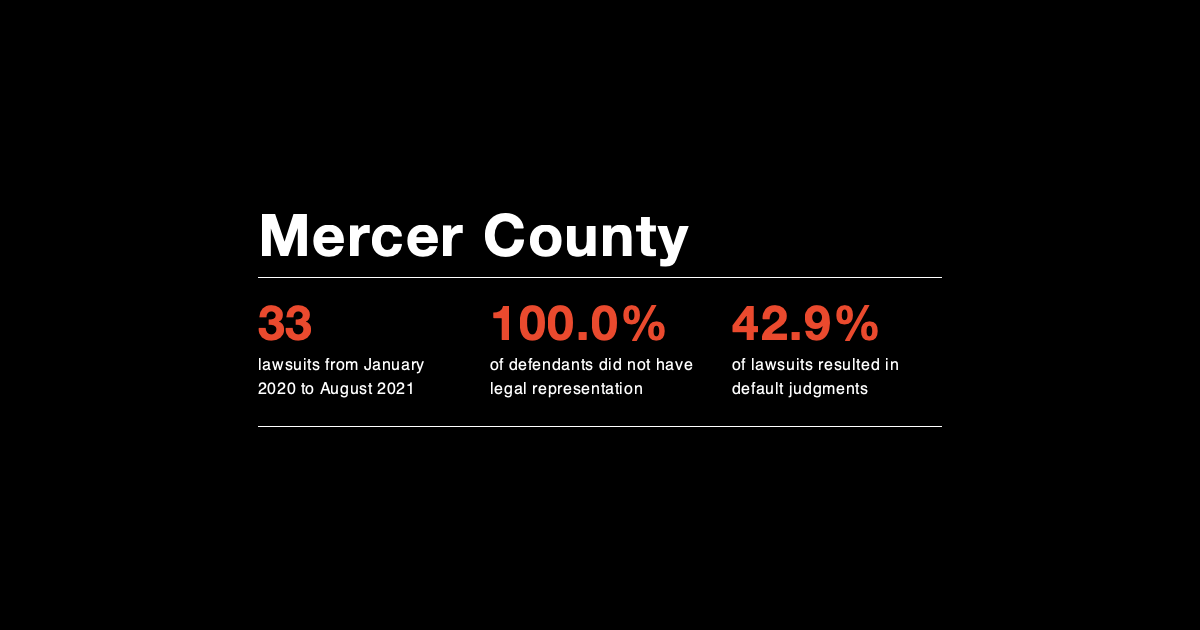 Mercer County
33
lawsuits from January
2020 to August 2021
100.0%
of defendants did not have
legal representation
42.9%
of lawsuits resulted in
default judgments